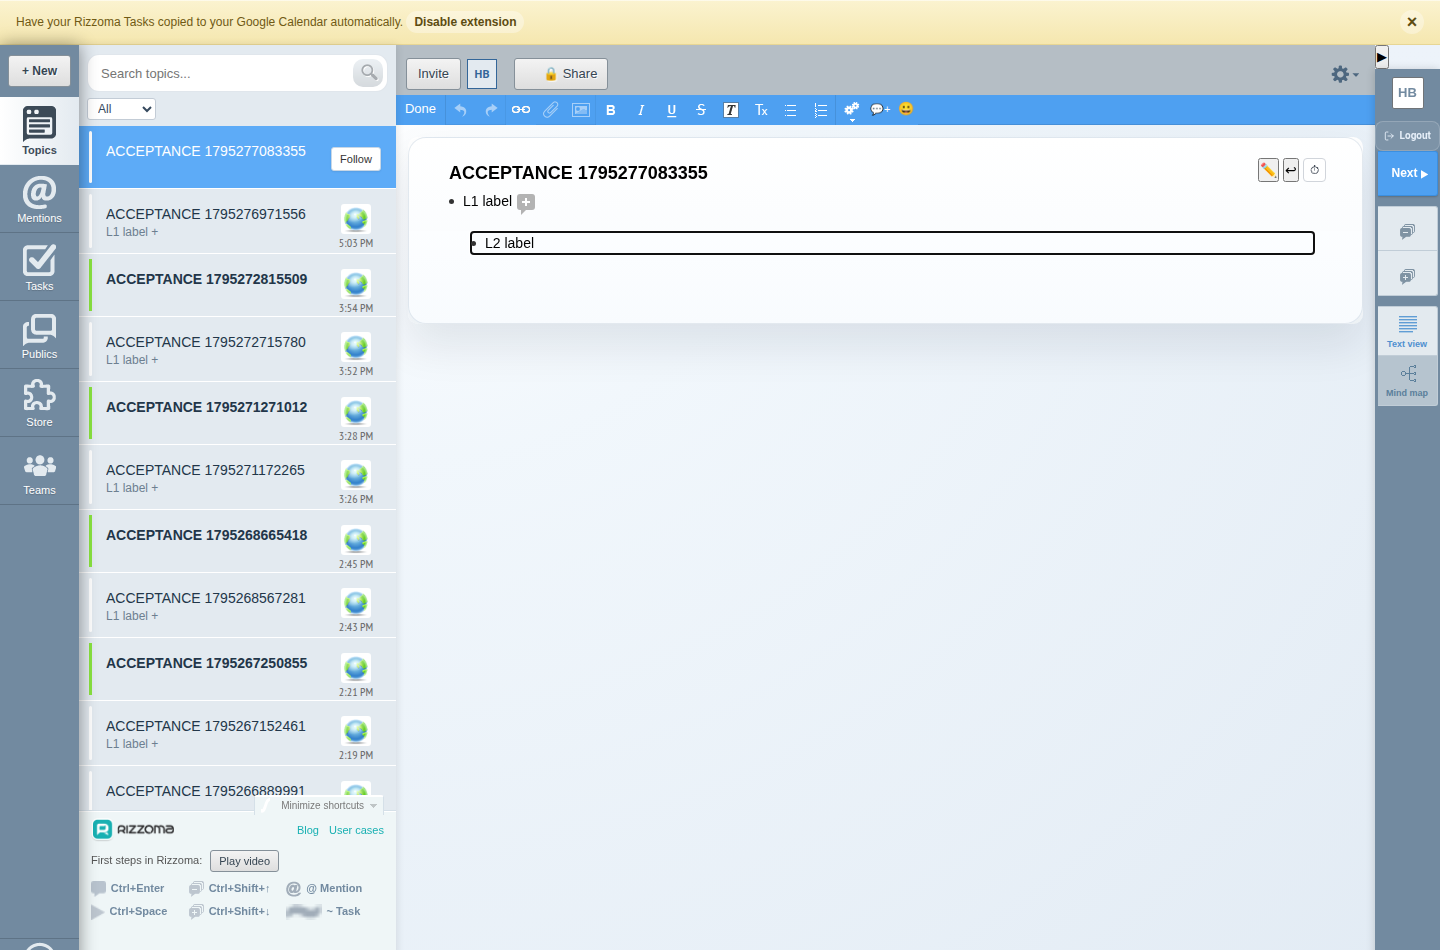 Have your Rizzoma Tasks copied to your Google Calendar automatically. Disable extension ✕
+ New
Topics
Mentions
Tasks
Publics
Store
Teams
Search topics...
All
ACCEPTANCE 1795277083355
Follow
ACCEPTANCE 1795276971556
L1 label +
5:03 PM
ACCEPTANCE 1795272815509
3:54 PM
ACCEPTANCE 1795272715780
L1 label +
3:52 PM
ACCEPTANCE 1795271271012
3:28 PM
ACCEPTANCE 1795271172265
L1 label +
3:26 PM
ACCEPTANCE 1795268665418
2:45 PM
ACCEPTANCE 1795268567281
L1 label +
2:43 PM
ACCEPTANCE 1795267250855
2:21 PM
ACCEPTANCE 1795267152461
L1 label +
2:19 PM
ACCEPTANCE 1795266889991
Minimize shortcuts
RIZZOMA
Blog User cases
First steps in Rizzoma: Play video
Ctrl+Enter Ctrl+Shift+↑ @ Mention
Ctrl+Space Ctrl+Shift+↓ ~ Task
Invite HB 🔒 Share
Done B I U S T Tx
ACCEPTANCE 1795277083355
• L1 label +
• L2 label
HB
Logout
Next ▶
Text view
Mind map